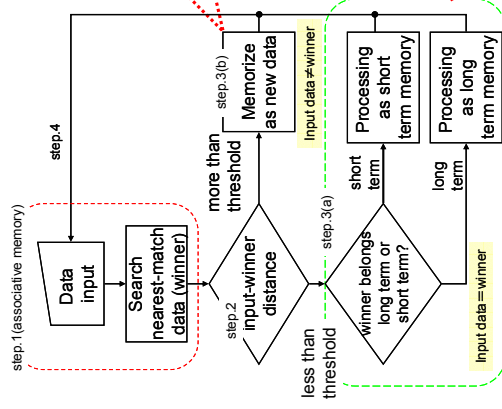 step.1(associative memory)
Data
input
Search
nearest-match
data (winner)
step.4
step.2
input-winner
distance
more than
threshold
step.3(b)
Memorize
as new data
Input data ≠winner
less than
threshold
step.3(a)
winner belongs
long term or
short term?
short
term
Processing
as short
term memory
long
term
Processing
as long
term memory
Input data = winner